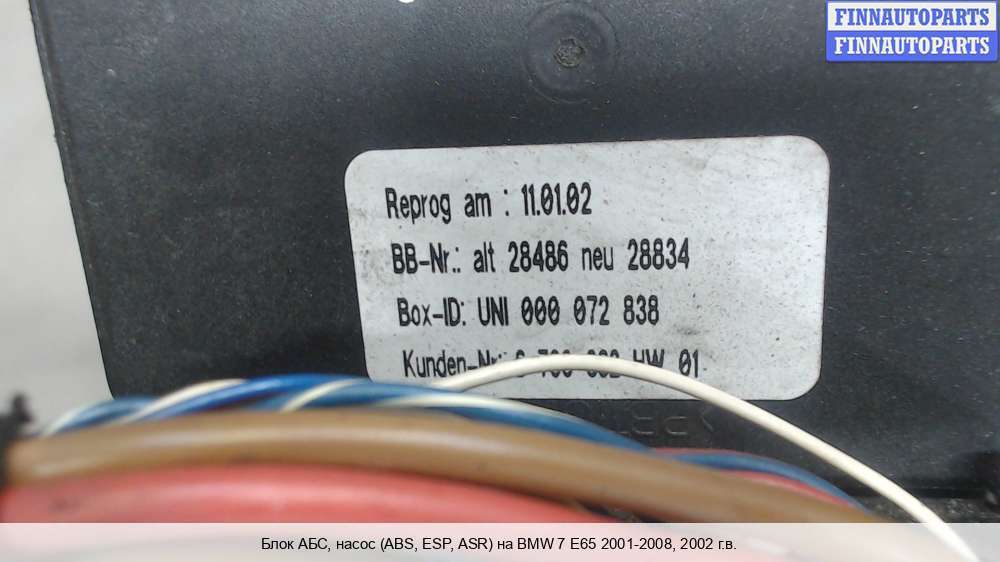 FINNAUTOPARTS
FINNAUTOPARTS
Reprog am : 11.01.02
BB-Nr.: alt 28486 neu 28834
Box-ID: UNI 000 072 838
Kunden-Nr: HW 01
Блок АБС, насос (ABS, ESP, ASR) на BMW 7 E65 2001-2008, 2002 г.в.